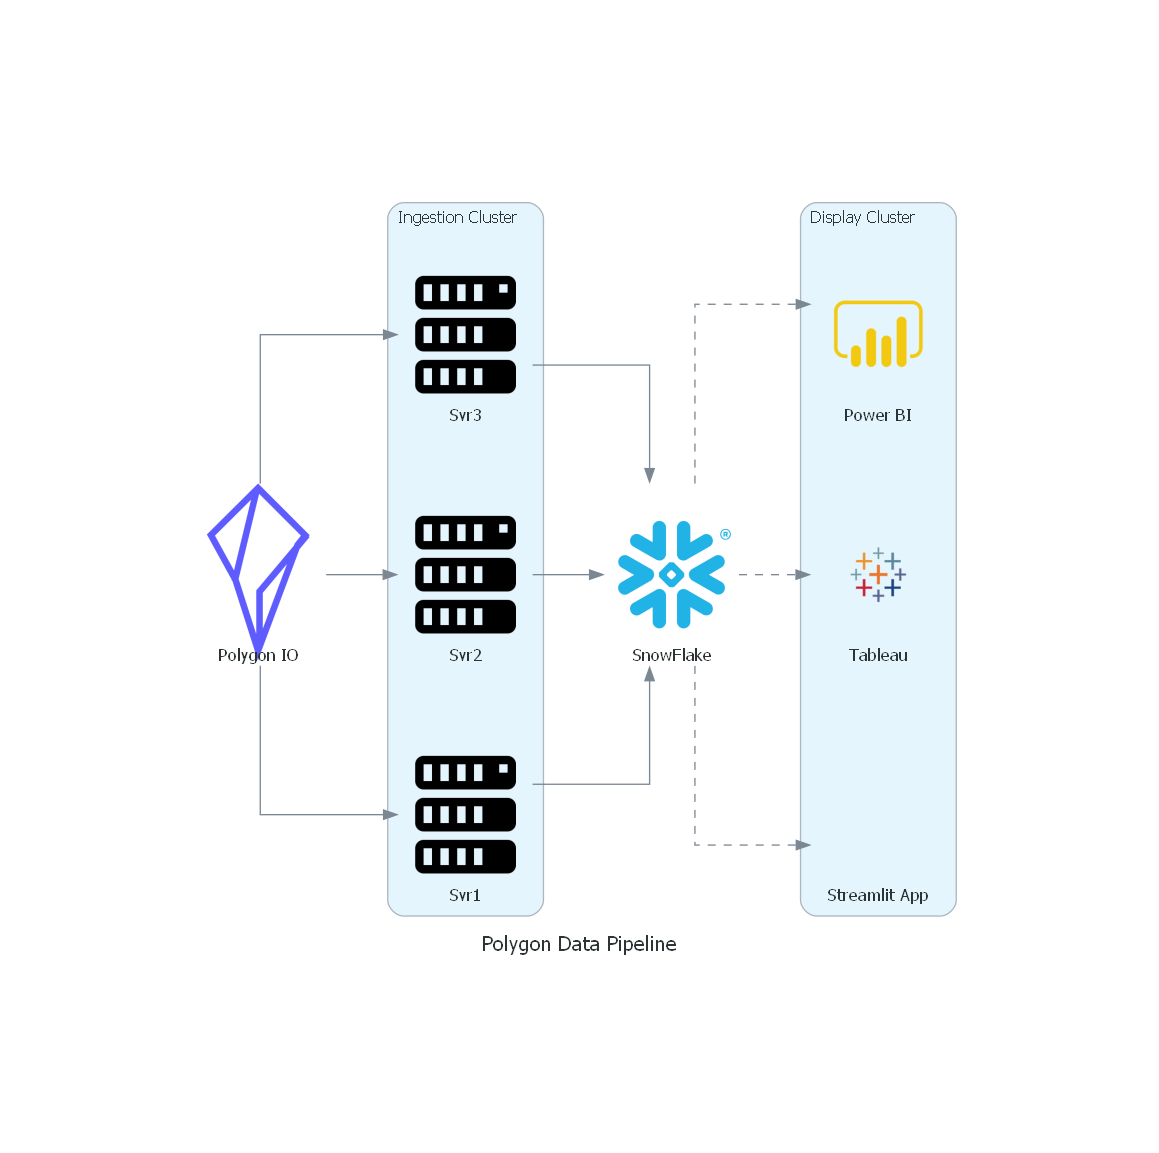 Ingestion Cluster
Display Cluster
Svr3
Power BI
®
Polygon IO
Svr2
SnowFlake
Tableau
Svr1
Streamlit App
Polygon Data Pipeline